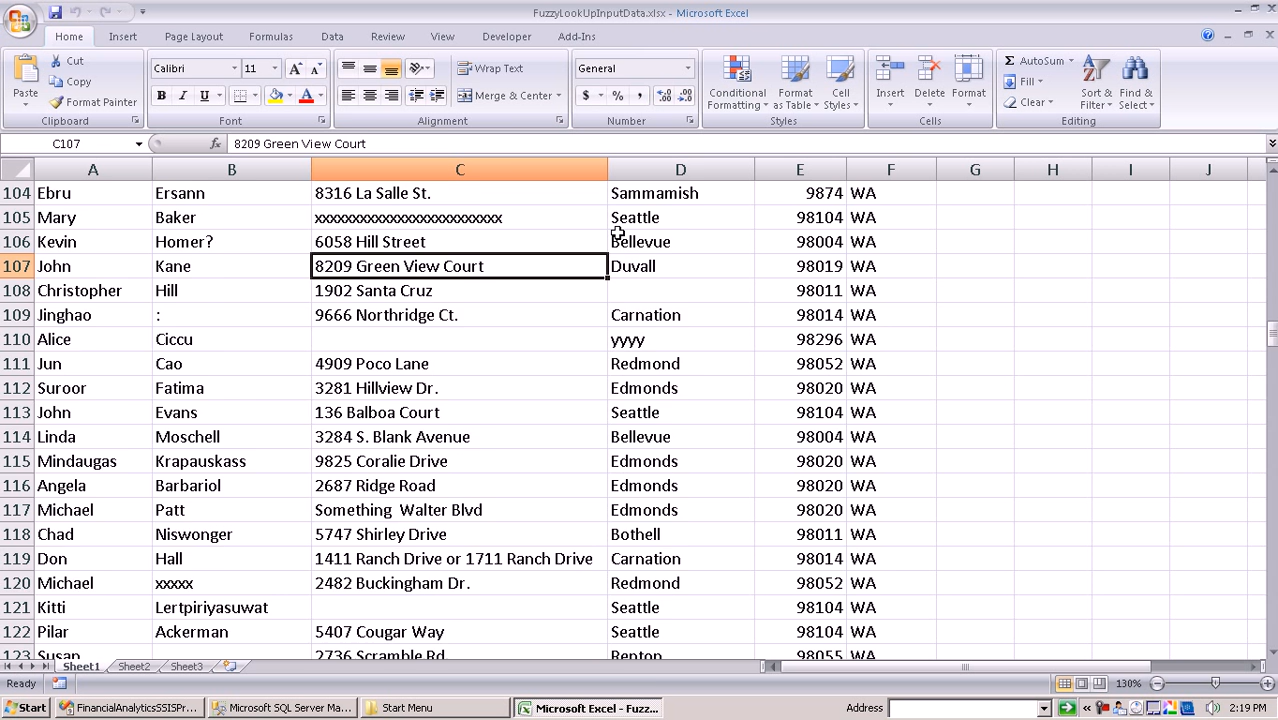 FuzzyLookUpInputData.xlsx - Microsoft Excel
Home Insert Page Layout Formulas Data Review View Developer Add-Ins
Paste Cut Copy Format Painter Clipboard
Calibri 11 A A B I U A Font
Wrap Text Merge & Center Alignment
General $ % , Number
Conditional Formatting Format as Table Cell Styles Styles
Insert Delete Format Cells
Σ AutoSum Fill Clear Sort & Filter Find & Select Editing
C107 fx 8209 Green View Court
A B C D E F G H I J
104 Ebru Ersann 8316 La Salle St. Sammamish 9874 WA
105 Mary Baker xxxxxxxxxxxxxxxxxxxxxxxxxx Seattle 98104 WA
106 Kevin Homer? 6058 Hill Street Bellevue 98004 WA
107 John Kane 8209 Green View Court Duvall 98019 WA
108 Christopher Hill 1902 Santa Cruz 98011 WA
109 Jinghao : 9666 Northridge Ct. Carnation 98014 WA
110 Alice Ciccu yyyy 98296 WA
111 Jun Cao 4909 Poco Lane Redmond 98052 WA
112 Suroor Fatima 3281 Hillview Dr. Edmonds 98020 WA
113 John Evans 136 Balboa Court Seattle 98104 WA
114 Linda Moschell 3284 S. Blank Avenue Bellevue 98004 WA
115 Mindaugas Krapauskass 9825 Coralie Drive Edmonds 98020 WA
116 Angela Barbariol 2687 Ridge Road Edmonds 98020 WA
117 Michael Patt Something  Walter Blvd Edmonds 98020 WA
118 Chad Niswonger 5747 Shirley Drive Bothell 98011 WA
119 Don Hall 1411 Ranch Drive or 1711 Ranch Drive Carnation 98014 WA
120 Michael xxxxx 2482 Buckingham Dr. Redmond 98052 WA
121 Kitti Lertpiriyasuwat Seattle 98104 WA
122 Pilar Ackerman 5407 Cougar Way Seattle 98104 WA
123 Susan 2736 Scramble Rd Renton 98055 WA
Sheet1 Sheet2 Sheet3
Ready 130%
Start FinancialAnalyticsSSISPr... Microsoft SQL Server Ma... Start Menu Microsoft Excel - Fuzz... Address 2:19 PM